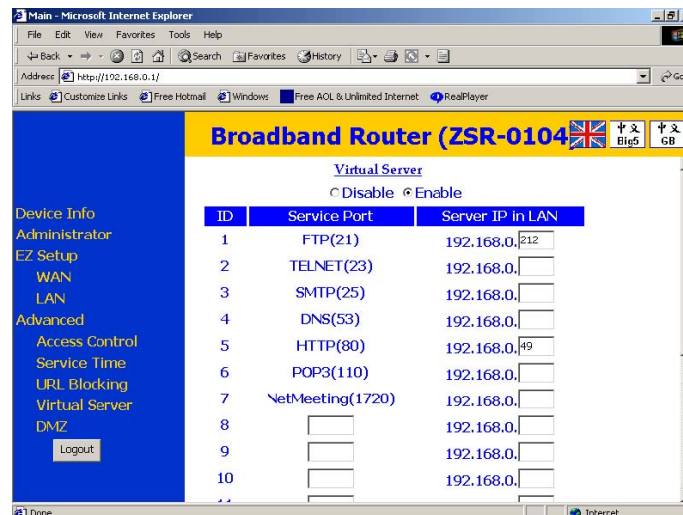 Main - Microsoft Internet Explorer
File Edit View Favorites Tools Help
Back Search Favorites History
Address http://192.168.0.1/ Go
Links Customize Links Free Hotmail Windows Free AOL & Unlimited Internet RealPlayer
Broadband Router (ZSR-0104
中文 Big5
中文 GB
Virtual Server
Disable Enable
Device Info
Administrator
EZ Setup
WAN
LAN
Advanced
Access Control
Service Time
URL Blocking
Virtual Server
DMZ
Logout
ID Service Port Server IP in LAN
1 FTP(21) 192.168.0.212
2 TELNET(23) 192.168.0.
3 SMTP(25) 192.168.0.
4 DNS(53) 192.168.0.
5 HTTP(80) 192.168.0.49
6 POP3(110) 192.168.0.
7 NetMeeting(1720) 192.168.0.
8 192.168.0.
9 192.168.0.
10 192.168.0.
Done Internet